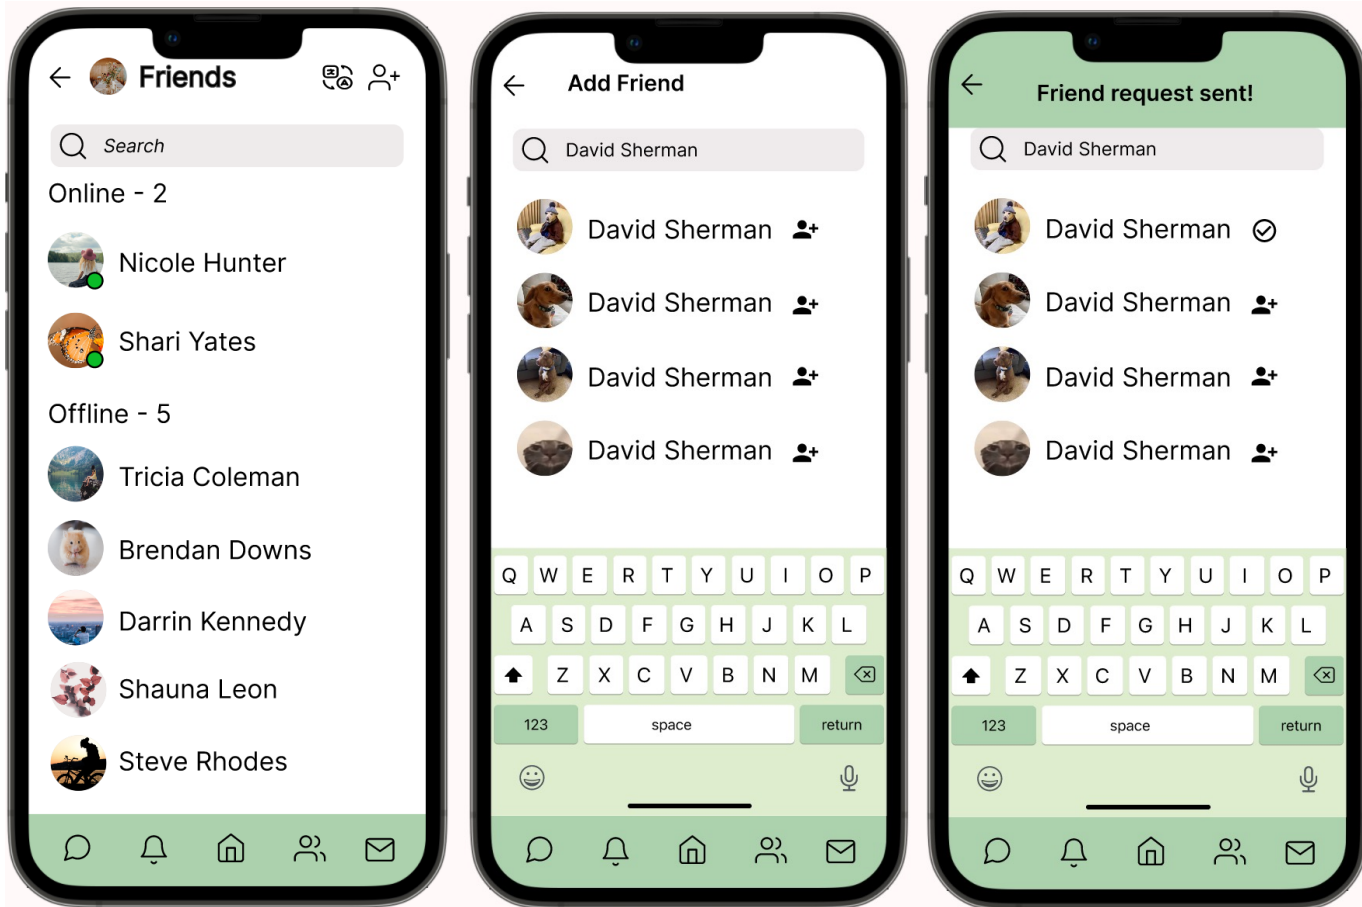 Friends
Search
Online - 2
Nicole Hunter
Shari Yates
Offline - 5
Tricia Coleman
Brendan Downs
Darrin Kennedy
Shauna Leon
Steve Rhodes
Add Friend
David Sherman
David Sherman
David Sherman
David Sherman
David Sherman
Q W E R T Y U I O P
A S D F G H J K L
Z X C V B N M
123 space return
Friend request sent!
David Sherman
David Sherman
David Sherman
David Sherman
David Sherman
Q W E R T Y U I O P
A S D F G H J K L
Z X C V B N M
123 space return